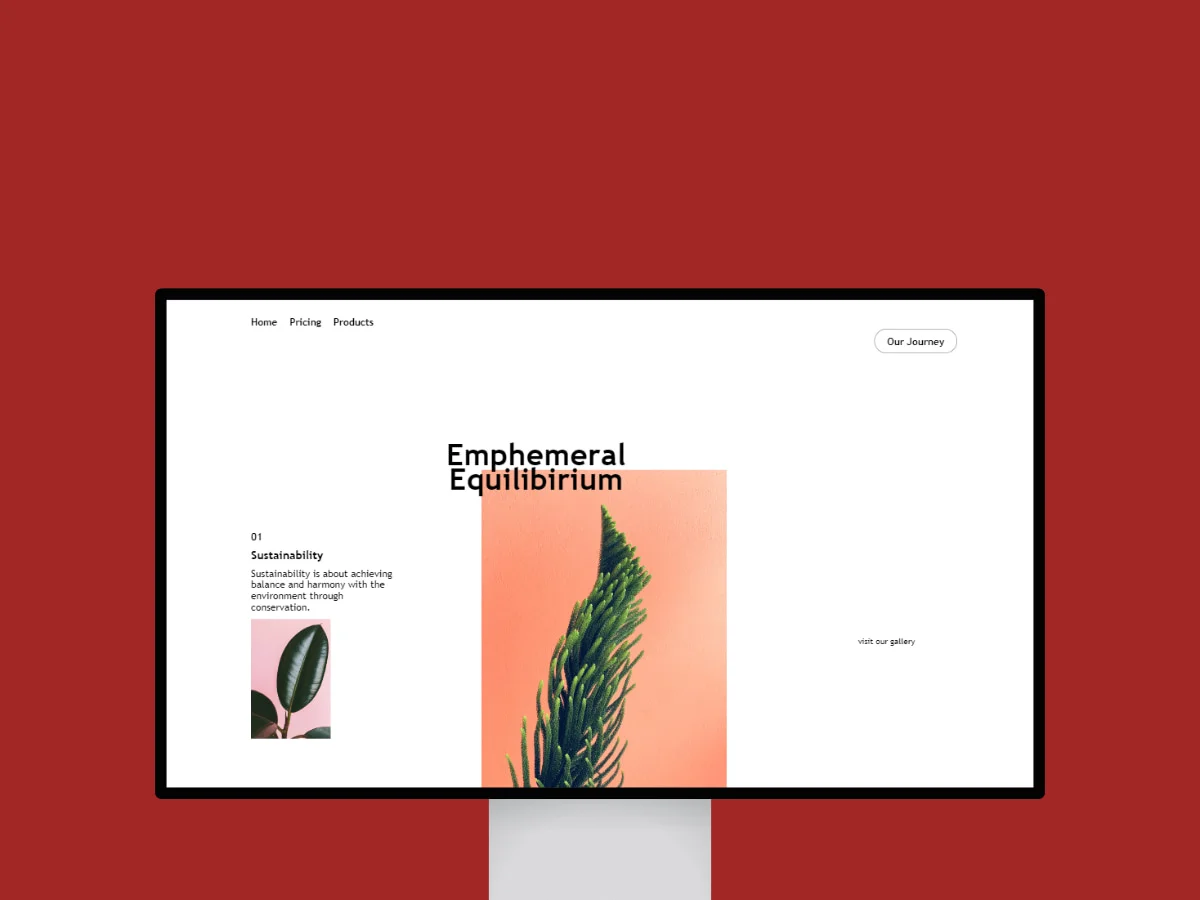 Home Pricing Products
Our Journey
Emphemeral
Equilibirium
01
Sustainability
Sustainability is about achieving
balance and harmony with the
environment through
conservation.
visit our gallery